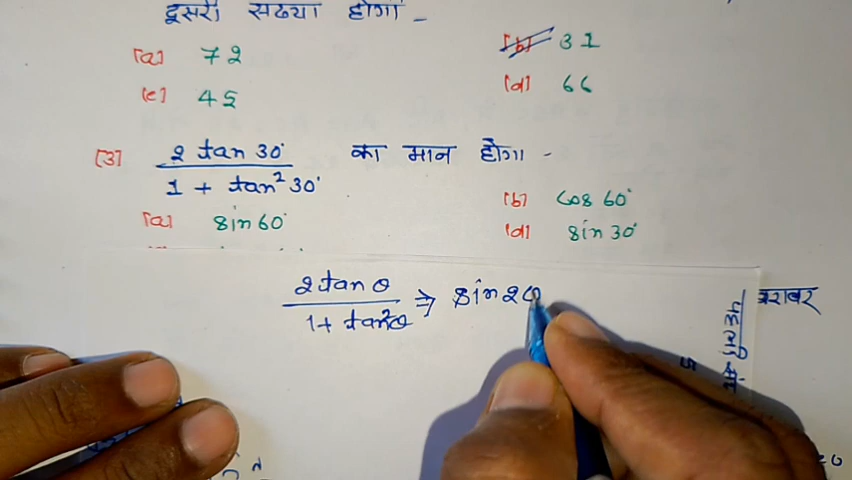 दूसरी संख्या होगी -
(a) 72 (b) 31
(c) 45 (d) 66
(3) 2 tan 30° / 1 + tan² 30° का मान होगा -
(a) sin 60° (b) cos 60°
(d) sin 30°
2 tan θ / 1 + tan²θ ⇒ sin 2θ
बराबर